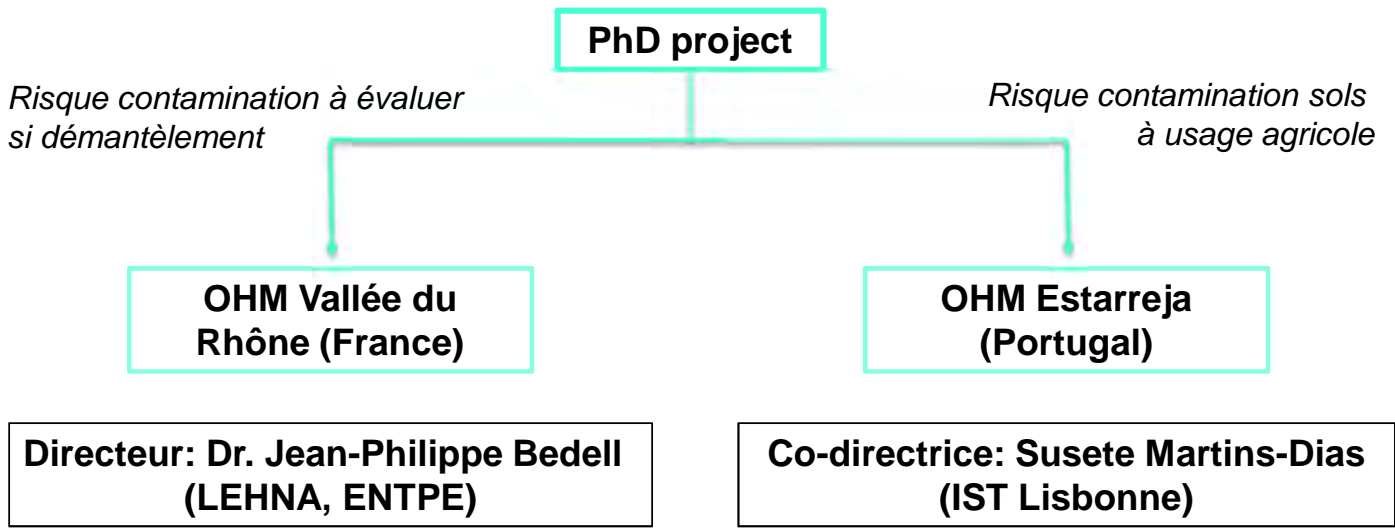 PhD project
Risque contamination à évaluer
si démantèlement
Risque contamination sols
à usage agricole
OHM Vallée du
Rhône (France)
OHM Estarreja
(Portugal)
Directeur: Dr. Jean-Philippe Bedell
(LEHNA, ENTPE)
Co-directrice: Susete Martins-Dias
(IST Lisbonne)